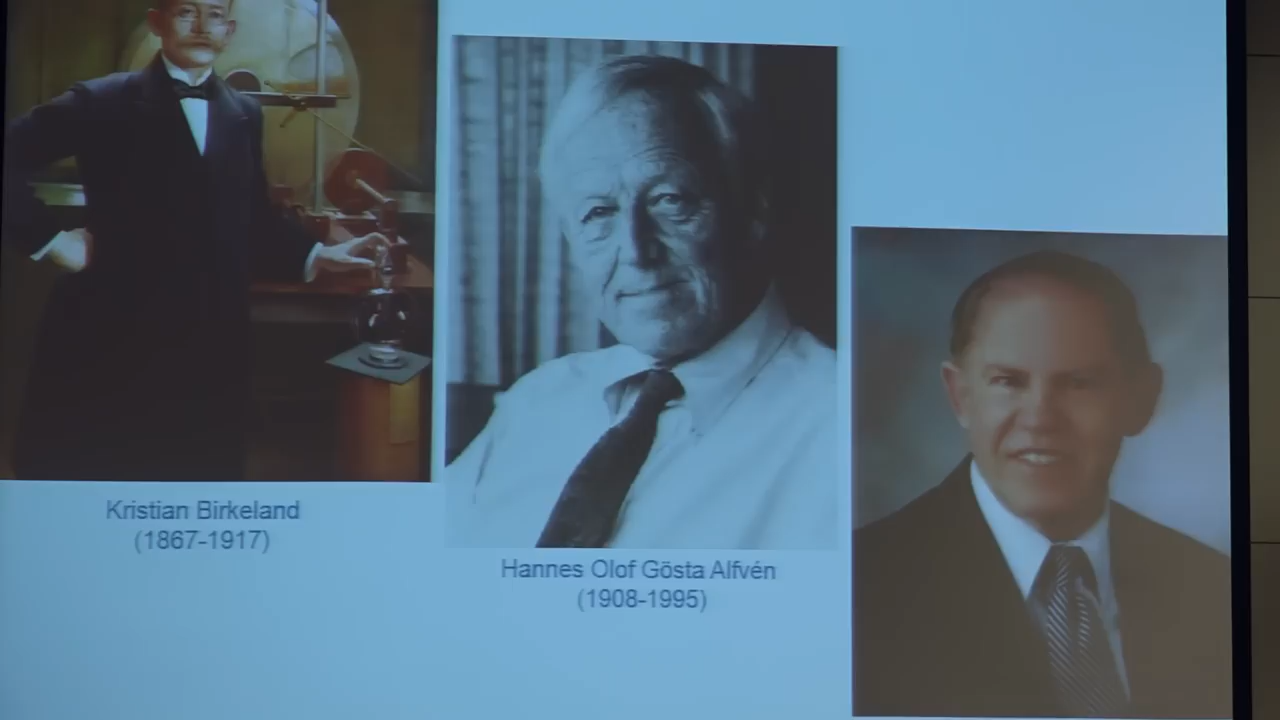 Kristian Birkeland
(1867-1917)
Hannes Olof Gösta Alfvén
(1908-1995)